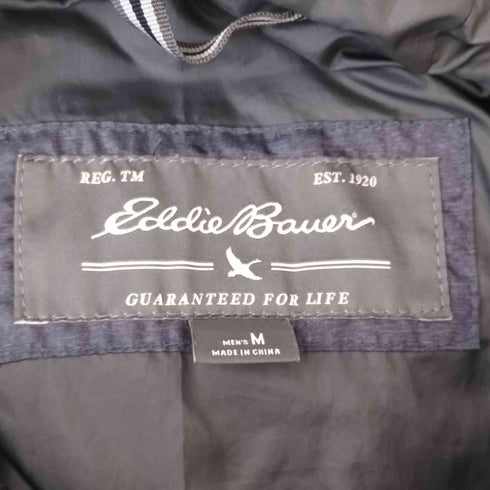 REG. TM EST. 1920
Eddie Bauer®
GUARANTEED FOR LIFE
MEN'S M
MADE IN CHINA